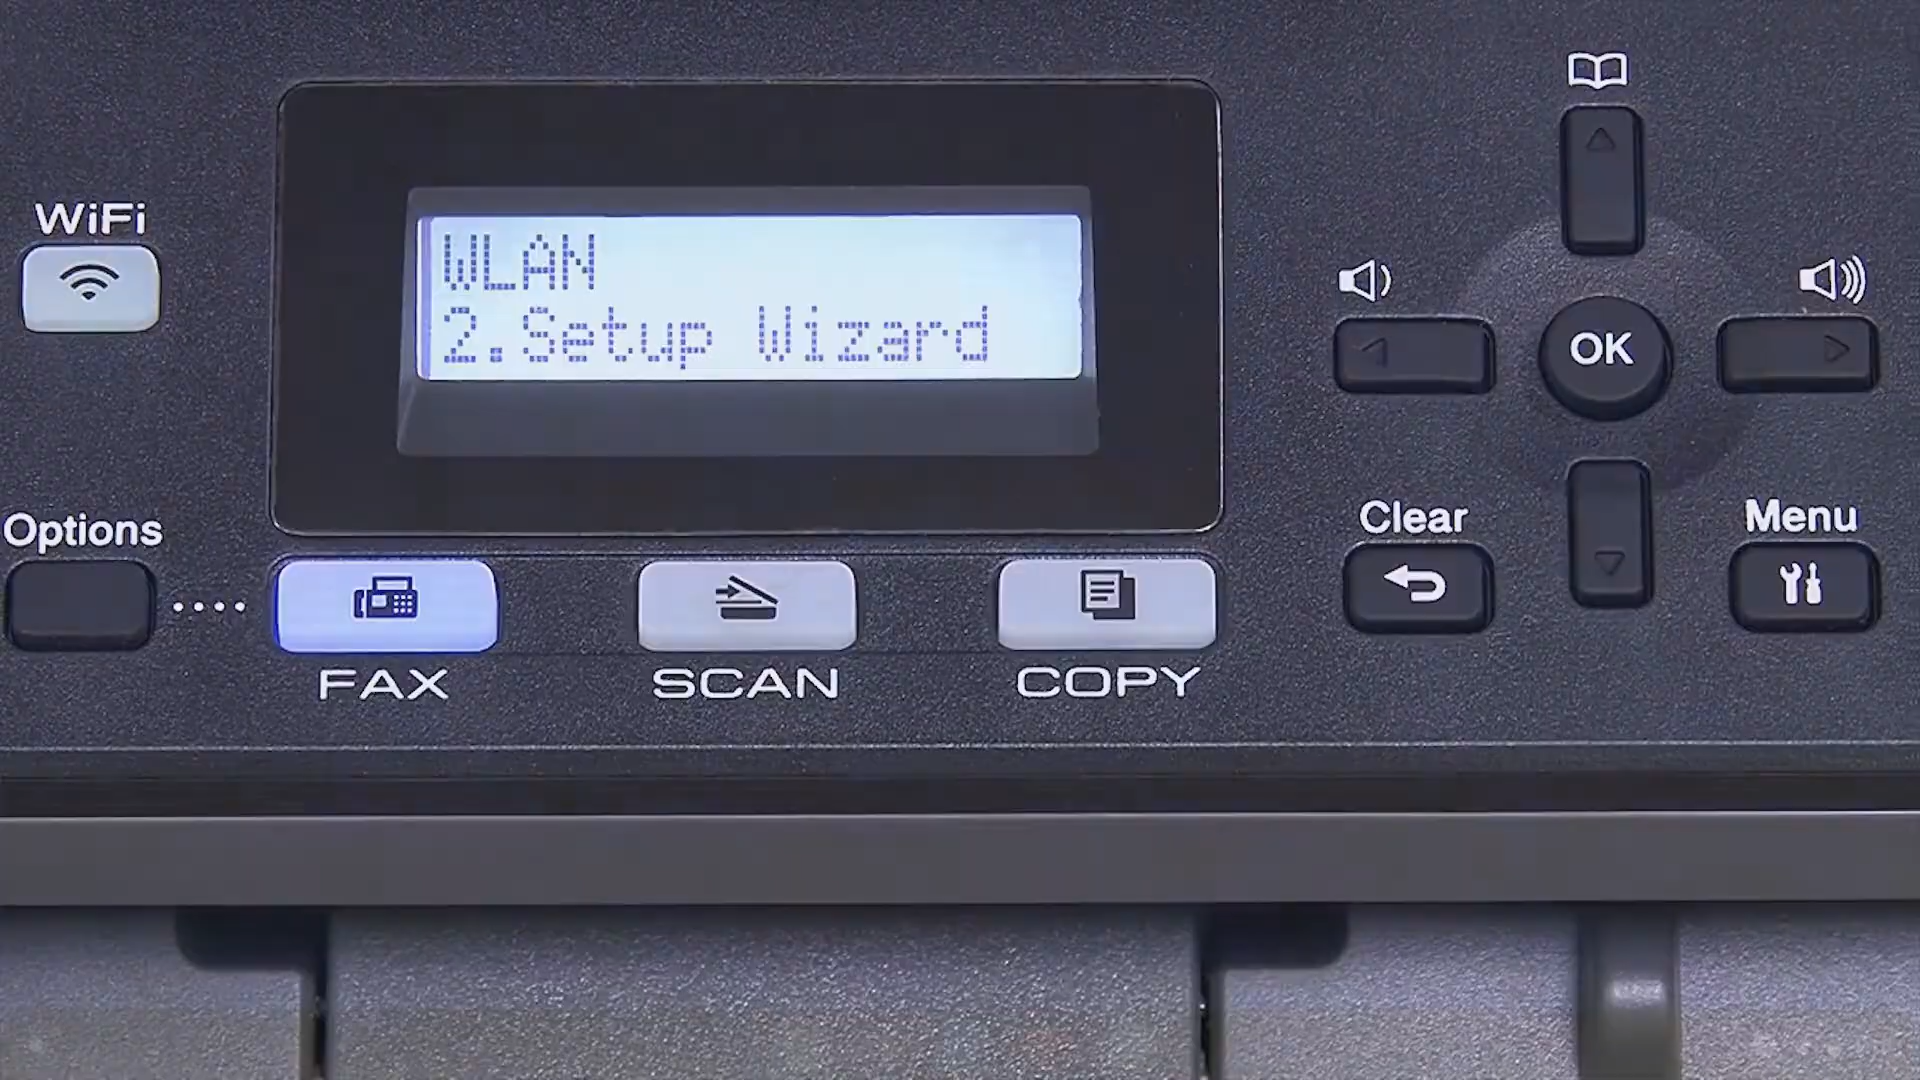 WiFi
WLAN
2.Setup Wizard
OK
Options
Clear
Menu
FAX
SCAN
COPY